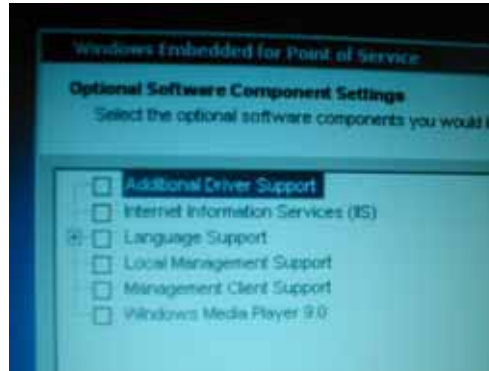 Windows Embedded for Point of Service
Optional Software Component Settings
Select the optional software components you would
Additional Driver Support
Internet Information Services (IIS)
Language Support
Local Management Support
Management Client Support
Windows Media Player 9.0